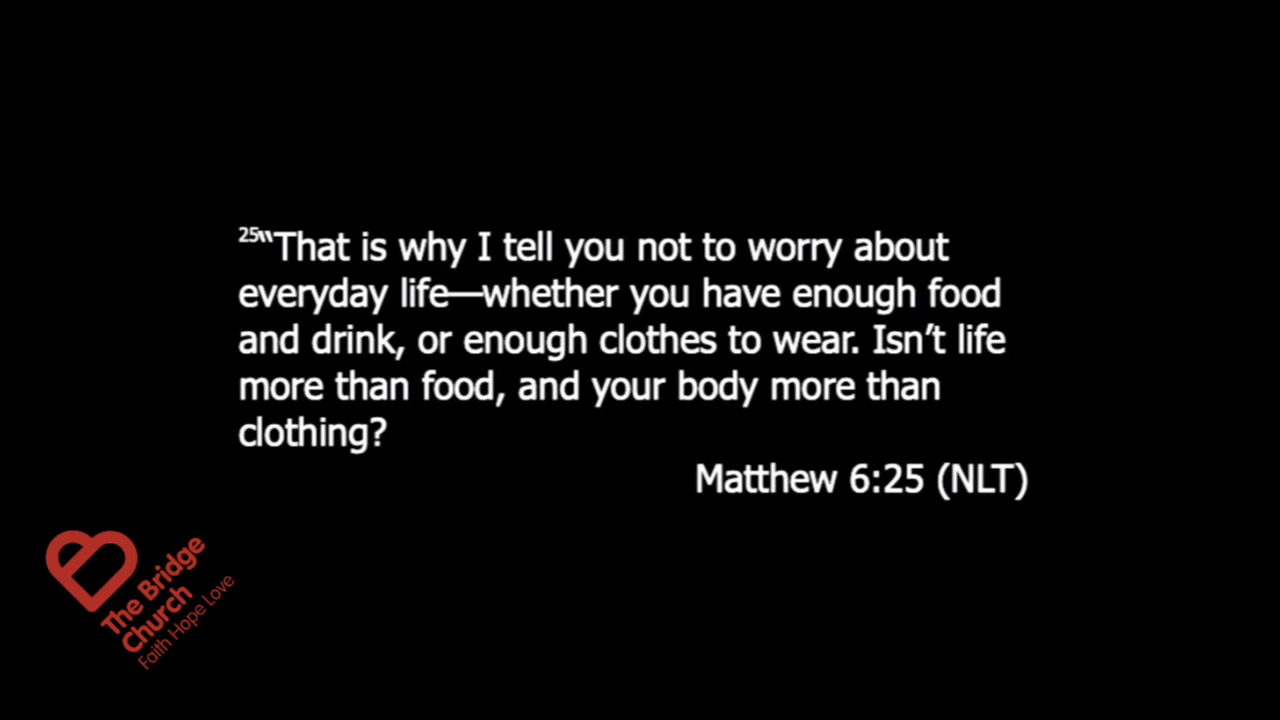 25“That is why I tell you not to worry about
everyday life—whether you have enough food
and drink, or enough clothes to wear. Isn’t life
more than food, and your body more than
clothing?
Matthew 6:25 (NLT)
The Bridge
Church
Faith Hope Love